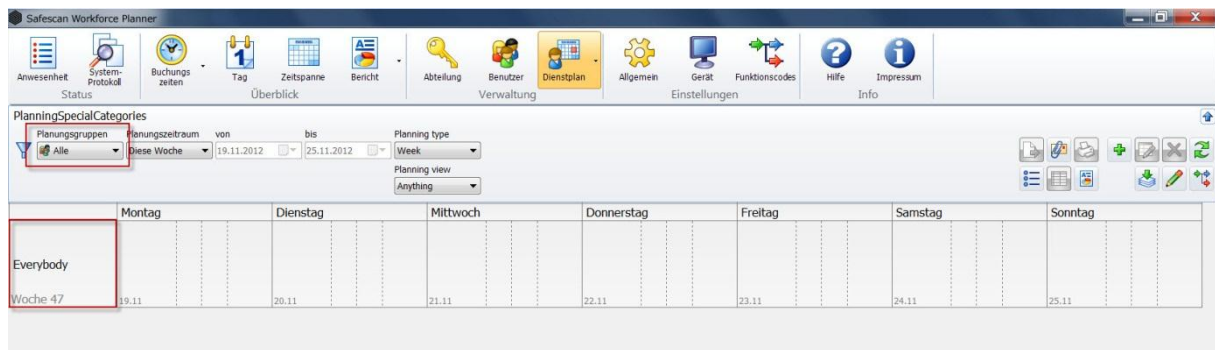 Safescan Workforce Planner
Anwesenheit
System-
Protokoll
Buchungs
zeiten
Tag
Zeitspanne
Bericht
Abteilung
Benutzer
Dienstplan
Allgemein
Gerät
Funktionscodes
Hilfe
Impressum
Status
Überblick
Verwaltung
Einstellungen
Info
PlanningSpecialCategories
Planungsgruppen
Planungszeitraum
von
bis
Planning type
Alle
Diese Woche
19.11.2012
25.11.2012
Week
Planning view
Anything
Montag
Dienstag
Mittwoch
Donnerstag
Freitag
Samstag
Sonntag
Everybody
Woche 47
19.11
20.11
21.11
22.11
23.11
24.11
25.11